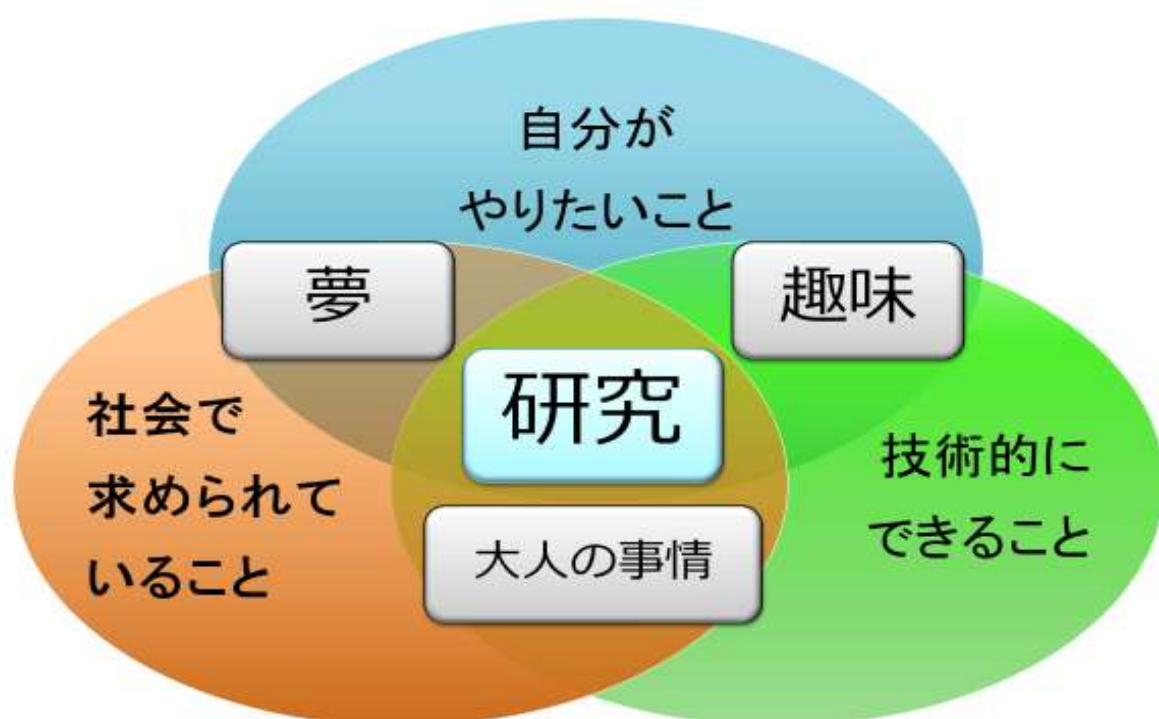 自分が
やりたいこと
夢
趣味
研究
社会で
求められて
いること
技術的に
できること
大人の事情